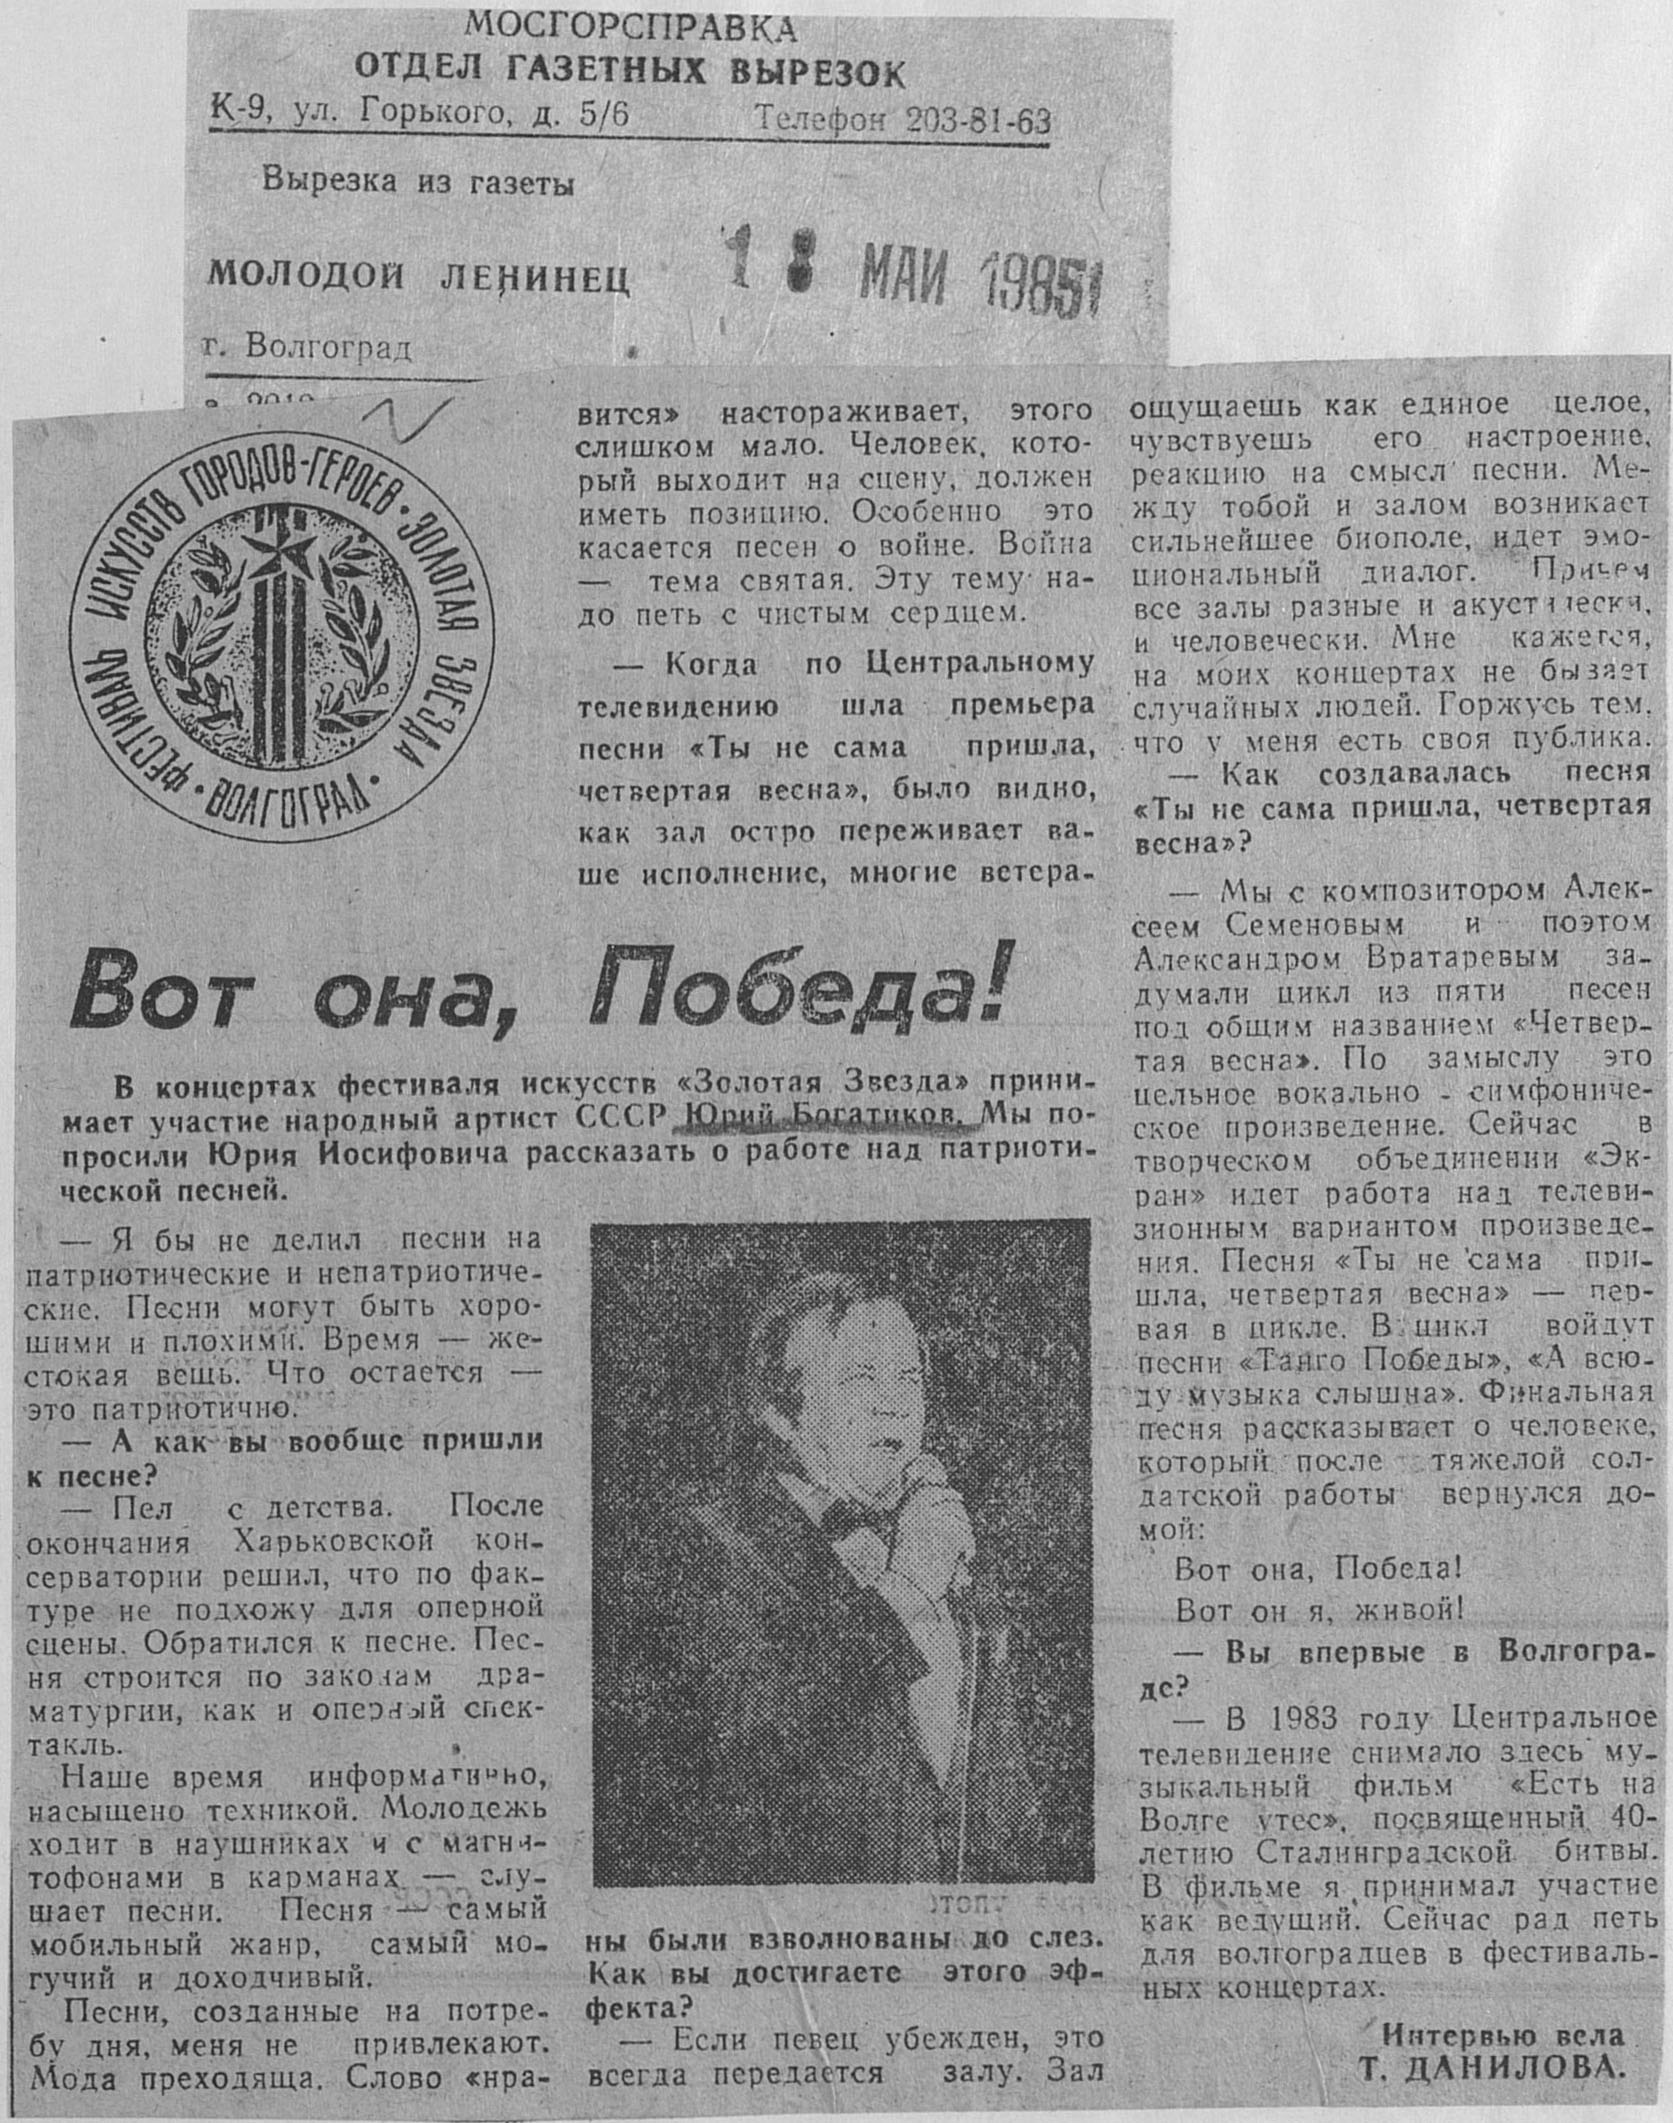 МОСГОРСПРАВКА
ОТДЕЛ ГАЗЕТНЫХ ВЫРЕЗОК
К-9, ул. Горького, д. 5/6 Телефон 203-81-63
Вырезка из газеты
МОЛОДОЙ ЛЕНИНЕЦ
18 МАИ 1985
г. Волгоград
ФЕСТИВАЛЬ ИСКУССТВ ГОРОДОВ-ГЕРОЕВ · ЗОЛОТАЯ ЗВЕЗДА · ВОЛГОГРАД ·
Вот она, Победа!
В концертах фестиваля искусств «Золотая Звезда» прини-
мает участие народный артист СССР Юрий Богатиков. Мы по-
просили Юрия Иосифовича рассказать о работе над патриоти-
ческой песней.
— Я бы не делил песни на
патриотические и непатриотиче-
ские. Песни могут быть хоро-
шими и плохими. Время — же-
стокая вещь. Что остается —
это патриотично.
— А как вы вообще пришли
к песне?
— Пел с детства. После
окончания Харьковской кон-
серватории решил, что по фак-
туре не подхожу для оперной
сцены. Обратился к песне. Пес-
ня строится по законам дра-
матургии, как и оперный спек-
такль.
Наше время информативно,
насыщено техникой. Молодежь
ходит в наушниках и с магни-
тофонами в карманах — слу-
шает песни. Песня — самый
мобильный жанр, самый мо-
гучий и доходчивый.
Песни, созданные на потре-
бу дня, меня не привлекают.
Мода преходяща. Слово «нра-
вится» настораживает, этого
слишком мало. Человек, кото-
рый выходит на сцену, должен
иметь позицию. Особенно это
касается песен о войне. Война
— тема святая. Эту тему на-
до петь с чистым сердцем.
— Когда по Центральному
телевидению шла премьера
песни «Ты не сама пришла,
четвертая весна», было видно,
как зал остро переживает ва-
ше исполнение, многие ветера-
ны были взволнованы до слез.
Как вы достигаете этого эф-
фекта?
— Если певец убежден, это
всегда передается залу. Зал
ощущаешь как единое целое,
чувствуешь его настроение,
реакцию на смысл песни. Ме-
жду тобой и залом возникает
сильнейшее биополе, идет эмо-
циональный диалог. Причем
все залы разные и акустически,
и человечески. Мне кажется,
на моих концертах не бывает
случайных людей. Горжусь тем,
что у меня есть своя публика.
— Как создавалась песня
«Ты не сама пришла, четвертая
весна»?
— Мы с композитором Алек-
сеем Семеновым и поэтом
Александром Вратаревым за-
думали цикл из пяти песен
под общим названием «Четвер-
тая весна». По замыслу это
цельное вокально - симфониче-
ское произведение. Сейчас в
творческом объединении «Эк-
ран» идет работа над телеви-
зионным вариантом произведе-
ния. Песня «Ты не сама при-
шла, четвертая весна» — пер-
вая в цикле. В цикл войдут
песни «Танго Победы», «А всю-
ду музыка слышна». Финальная
песня рассказывает о человеке,
который после тяжелой сол-
датской работы вернулся до-
мой:
Вот она, Победа!
Вот он я, живой!
— Вы впервые в Волгогра-
де?
— В 1983 году Центральное
телевидение снимало здесь му-
зыкальный фильм «Есть на
Волге утес», посвященный 40-
летию Сталинградской битвы.
В фильме я принимал участие
как ведущий. Сейчас рад петь
для волгоградцев в фестиваль-
ных концертах.
Интервью вела
Т. ДАНИЛОВА.